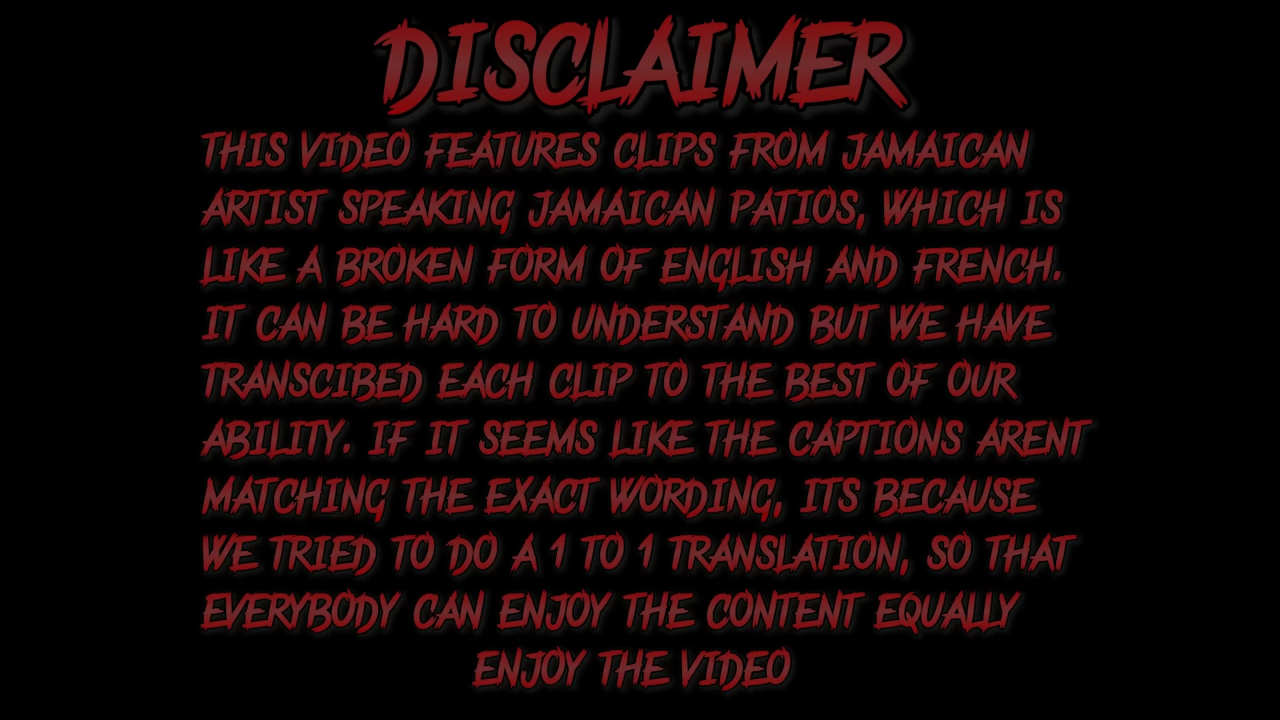 DISCLAIMER
THIS VIDEO FEATURES CLIPS FROM JAMAICAN
ARTIST SPEAKING JAMAICAN PATIOS, WHICH IS
LIKE A BROKEN FORM OF ENGLISH AND FRENCH.
IT CAN BE HARD TO UNDERSTAND BUT WE HAVE
TRANSCIBED EACH CLIP TO THE BEST OF OUR
ABILITY. IF IT SEEMS LIKE THE CAPTIONS ARENT
MATCHING THE EXACT WORDING, ITS BECAUSE
WE TRIED TO DO A 1 TO 1 TRANSLATION, SO THAT
EVERYBODY CAN ENJOY THE CONTENT EQUALLY
ENJOY THE VIDEO